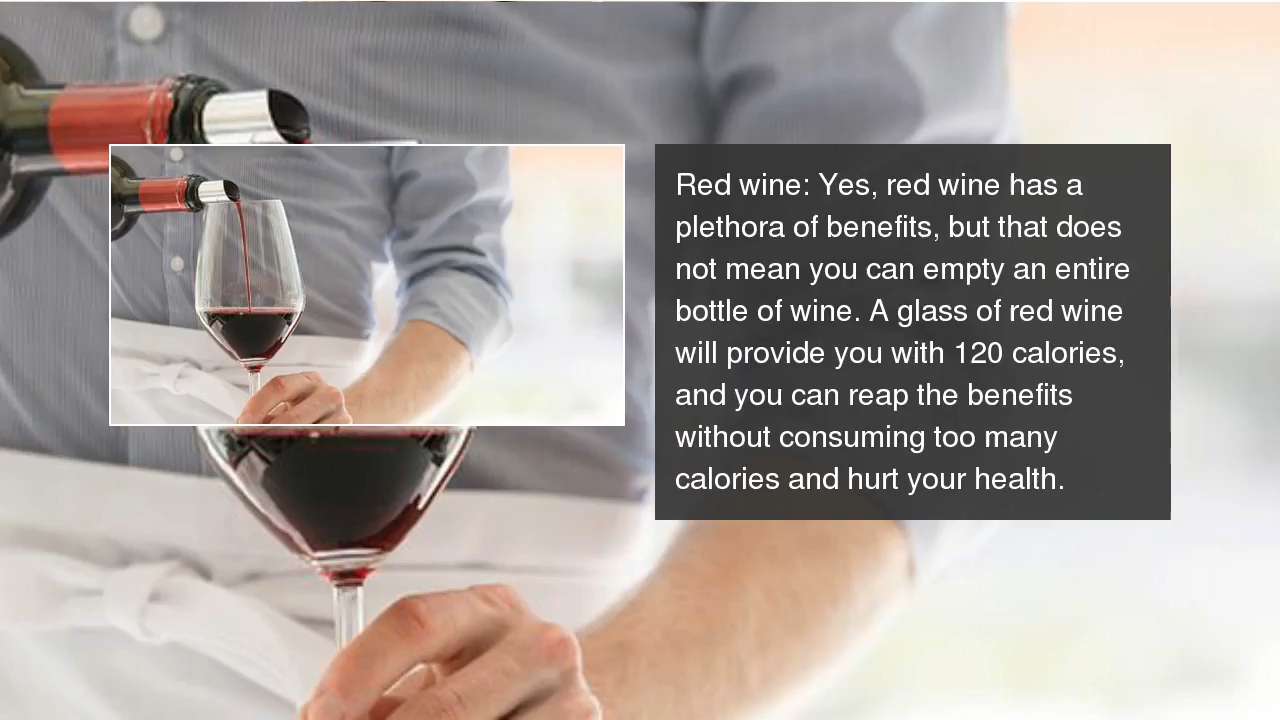 Red wine: Yes, red wine has a
plethora of benefits, but that does
not mean you can empty an entire
bottle of wine. A glass of red wine
will provide you with 120 calories,
and you can reap the benefits
without consuming too many
calories and hurt your health.